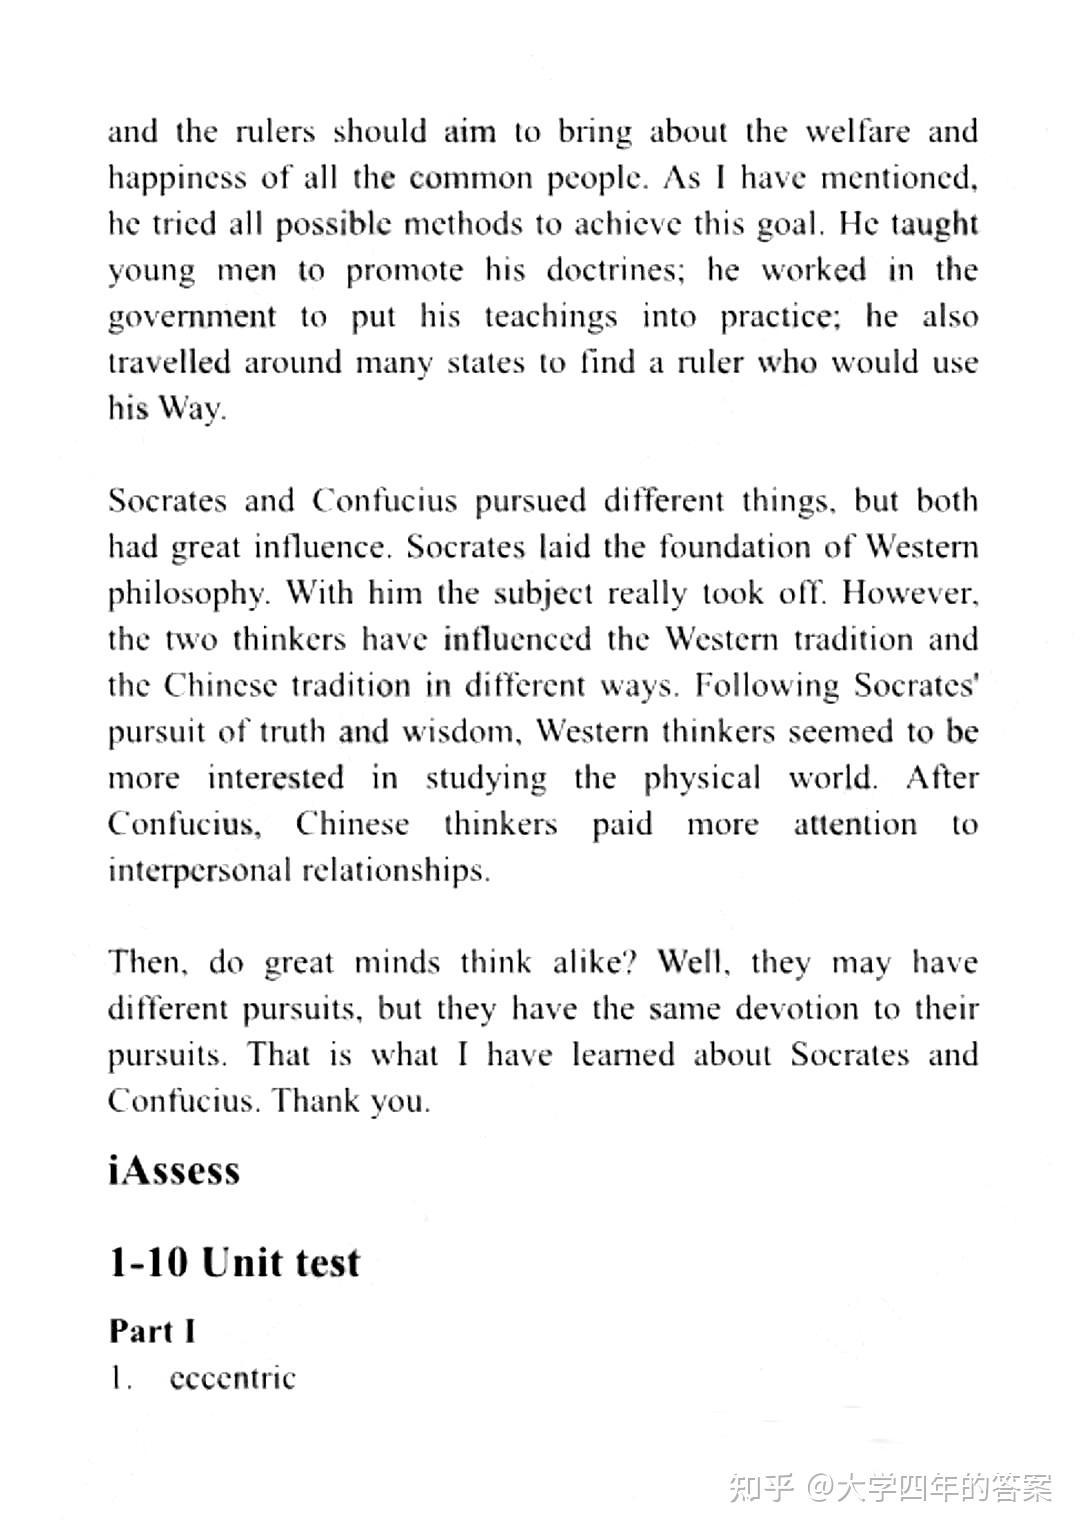 and the rulers should aim to bring about the welfare and
happiness of all the common people. As I have mentioned,
he tried all possible methods to achieve this goal. He taught
young men to promote his doctrines; he worked in the
government to put his teachings into practice; he also
travelled around many states to find a ruler who would use
his Way.
Socrates and Confucius pursued different things, but both
had great influence. Socrates laid the foundation of Western
philosophy. With him the subject really took off. However,
the two thinkers have influenced the Western tradition and
the Chinese tradition in different ways. Following Socrates'
pursuit of truth and wisdom, Western thinkers seemed to be
more interested in studying the physical world. After
Confucius, Chinese thinkers paid more attention to
interpersonal relationships.
Then, do great minds think alike? Well, they may have
different pursuits, but they have the same devotion to their
pursuits. That is what I have learned about Socrates and
Confucius. Thank you.
iAssess
1-10 Unit test
Part I
1. eccentric
知乎 @大学四年的答案